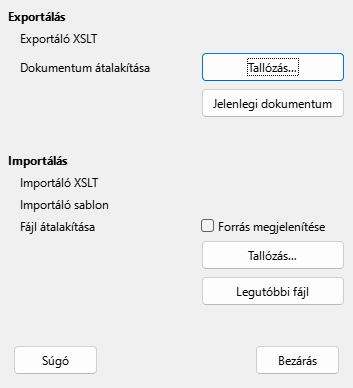 Exportálás
Exportáló XSLT
Dokumentum átalakítása
Tallózás...
Jelenlegi dokumentum
Importálás
Importáló XSLT
Importáló sablon
Fájl átalakítása
Forrás megjelenítése
Tallózás...
Legutóbbi fájl
Súgó
Bezárás